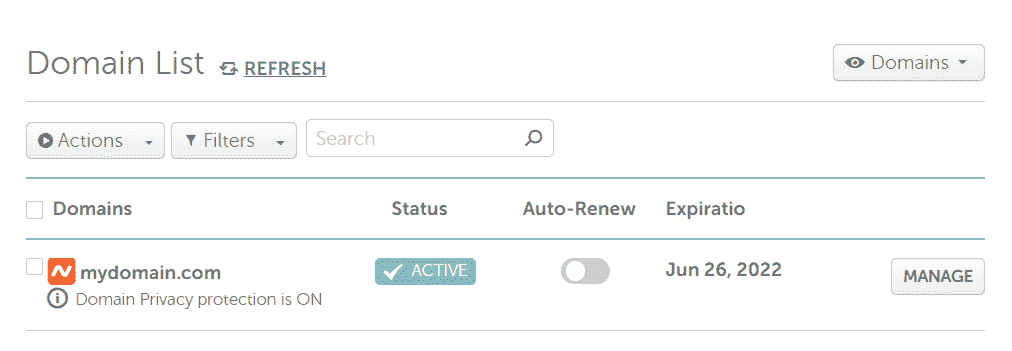 Domain List REFRESH Domains
Actions Filters Search
Domains Status Auto-Renew Expiratio
mydomain.com ACTIVE Jun 26, 2022 MANAGE
Domain Privacy protection is ON